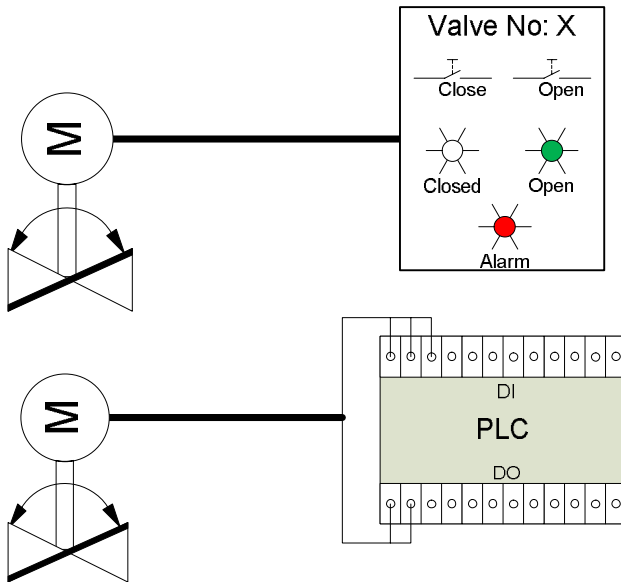 Valve No: X
Close Open
M
Closed Open
Alarm
DI
M
PLC
DO